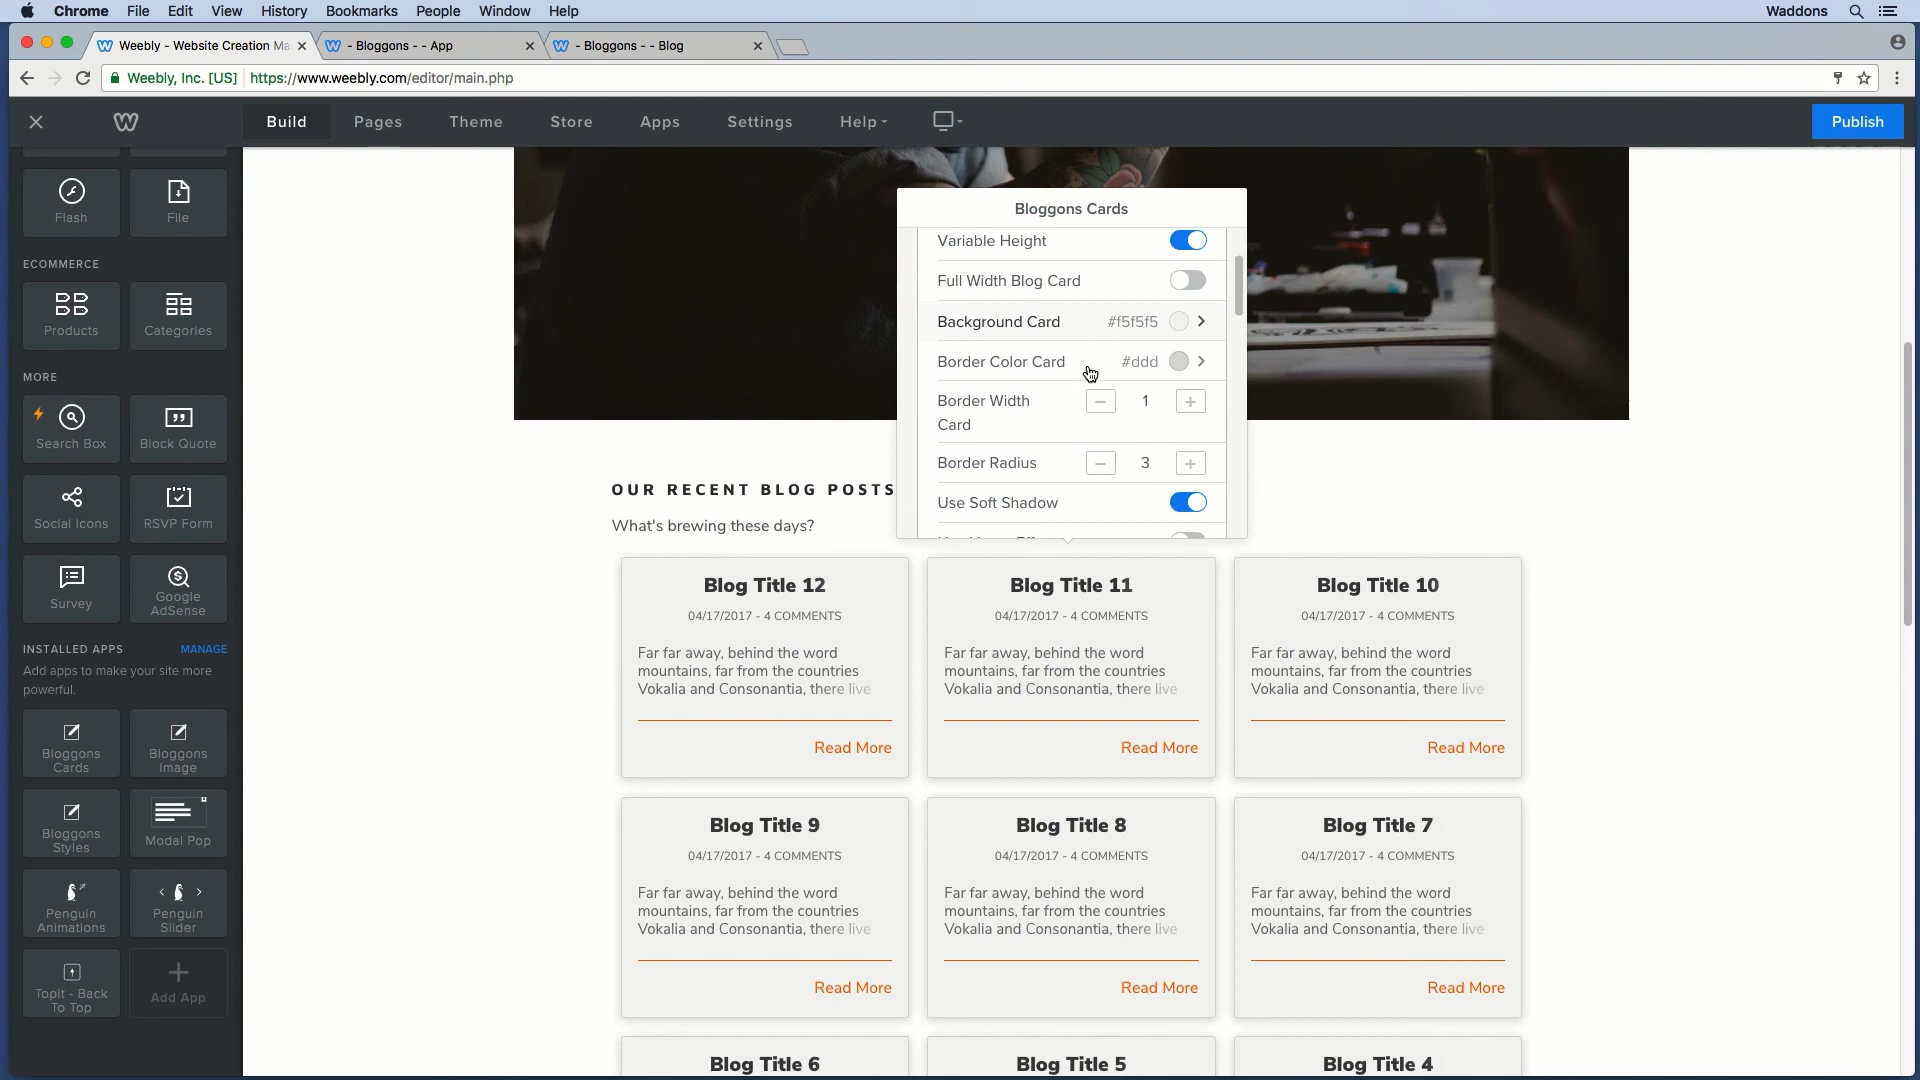 Chrome File Edit View History Bookmarks People Window Help Waddons
Weebly - Website Creation Ma
- Bloggons - - App
- Bloggons - - Blog
Weebly, Inc. [US] https://www.weebly.com/editor/main.php
Build Pages Theme Store Apps Settings Help Publish
Flash File
ECOMMERCE
Products Categories
MORE
Search Box Block Quote
Social Icons RSVP Form
Survey Google
AdSense
INSTALLED APPS MANAGE
Add apps to make your site more
powerful.
Bloggons
Cards
Bloggons
Image
Bloggons
Styles
Modal Pop
Penguin
Animations
Penguin
Slider
Topit - Back
To Top
Add App
Bloggons Cards
Variable Height
Full Width Blog Card
Background Card #f5f5f5
Border Color Card #ddd
Border Width
Card
1
Border Radius 3
Use Soft Shadow
OUR RECENT BLOG POSTS
What's brewing these days?
Blog Title 12
04/17/2017 - 4 COMMENTS
Far far away, behind the word
mountains, far from the countries
Vokalia and Consonantia, there live
Read More
Blog Title 11
04/17/2017 - 4 COMMENTS
Far far away, behind the word
mountains, far from the countries
Vokalia and Consonantia, there live
Read More
Blog Title 10
04/17/2017 - 4 COMMENTS
Far far away, behind the word
mountains, far from the countries
Vokalia and Consonantia, there live
Read More
Blog Title 9
04/17/2017 - 4 COMMENTS
Far far away, behind the word
mountains, far from the countries
Vokalia and Consonantia, there live
Read More
Blog Title 8
04/17/2017 - 4 COMMENTS
Far far away, behind the word
mountains, far from the countries
Vokalia and Consonantia, there live
Read More
Blog Title 7
04/17/2017 - 4 COMMENTS
Far far away, behind the word
mountains, far from the countries
Vokalia and Consonantia, there live
Read More
Blog Title 6
Blog Title 5
Blog Title 4